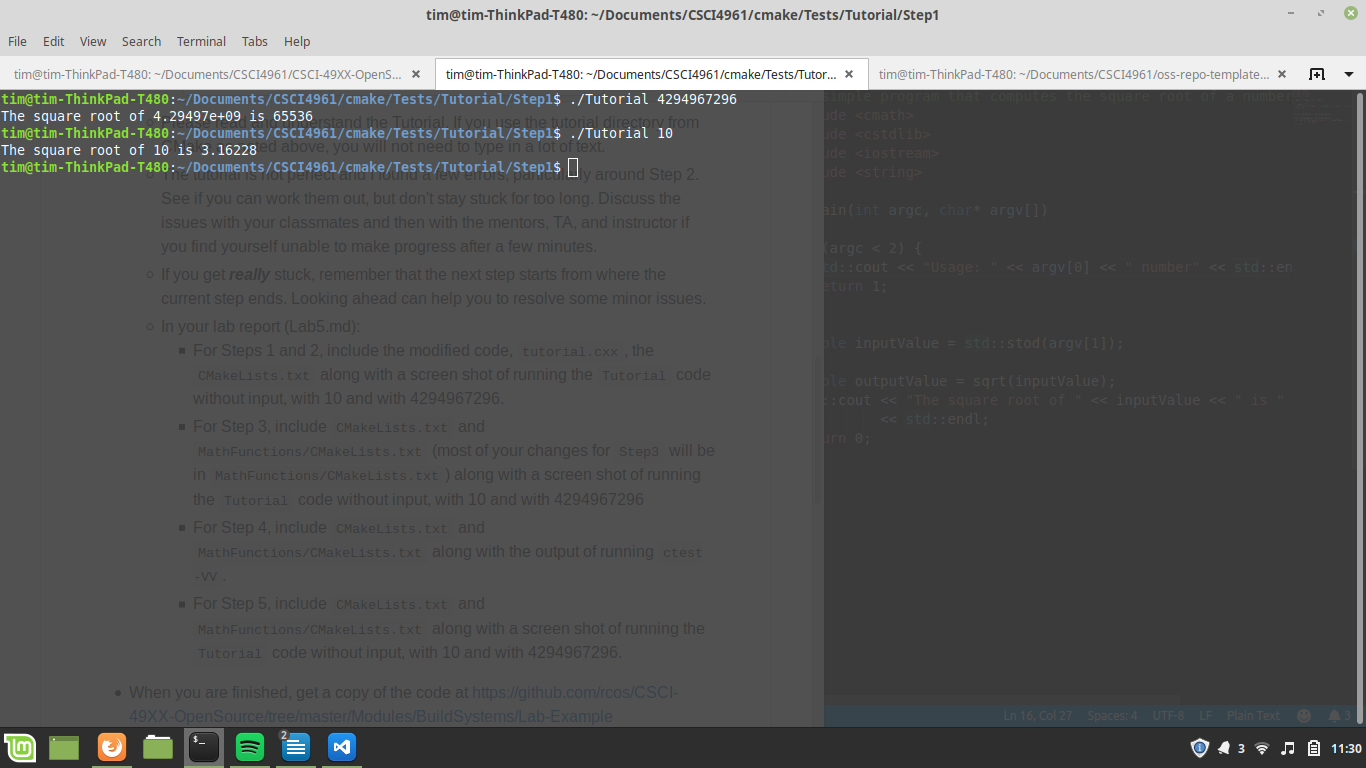 tim@tim-ThinkPad-T480: ~/Documents/CSCI4961/cmake/Tests/Tutorial/Step1
File Edit View Search Terminal Tabs Help
tim@tim-ThinkPad-T480: ~/Documents/CSCI4961/CSCI-49XX-OpenS... × tim@tim-ThinkPad-T480: ~/Documents/CSCI4961/cmake/Tests/Tutor... × tim@tim-ThinkPad-T480: ~/Documents/CSCI4961/oss-repo-template... ×
tim@tim-ThinkPad-T480:~/Documents/CSCI4961/cmake/Tests/Tutorial/Step1$ ./Tutorial 4294967296
The square root of 4.29497e+09 is 65536
tim@tim-ThinkPad-T480:~/Documents/CSCI4961/cmake/Tests/Tutorial/Step1$ ./Tutorial 10
The square root of 10 is 3.16228
tim@tim-ThinkPad-T480:~/Documents/CSCI4961/cmake/Tests/Tutorial/Step1$
understand the Tutorial. If you use the tutorial directory from
above, you will not need to type in a lot of text.
The tutorial is not perfect and I found a few errors, particularly around Step 2.
See if you can work them out, but don't stay stuck for too long. Discuss the
issues with your classmates and then with the mentors, TA, and instructor if
you find yourself unable to make progress after a few minutes.
If you get really stuck, remember that the next step starts from where the
current step ends. Looking ahead can help you to resolve some minor issues.
In your lab report (Lab5.md):
For Steps 1 and 2, include the modified code, tutorial.cxx , the
CMakeLists.txt along with a screen shot of running the Tutorial code
without input, with 10 and with 4294967296.
For Step 3, include CMakeLists.txt and
MathFunctions/CMakeLists.txt (most of your changes for Step3 will be
in MathFunctions/CMakeLists.txt ) along with a screen shot of running
the Tutorial code without input, with 10 and with 4294967296
For Step 4, include CMakeLists.txt and
MathFunctions/CMakeLists.txt along with the output of running ctest
-VV .
For Step 5, include CMakeLists.txt and
MathFunctions/CMakeLists.txt along with a screen shot of running the
Tutorial code without input, with 10 and with 4294967296.
When you are finished, get a copy of the code at https://github.com/rcos/CSCI-
49XX-OpenSource/tree/master/Modules/BuildSystems/Lab-Example
simple program that computes the square root of a number
ude <cmath>
ude <cstdlib>
ude <iostream>
ude <string>
ain(int argc, char* argv[])
(argc < 2) {
td::cout << "Usage: " << argv[0] << " number" << std::en
eturn 1;
ble inputValue = std::stod(argv[1]);
ble outputValue = sqrt(inputValue);
::cout << "The square root of " << inputValue << " is "
<< std::endl;
urn 0;
Ln 16, Col 27 Spaces: 4 UTF-8 LF Plain Text 3
$_ 2 3 11:30